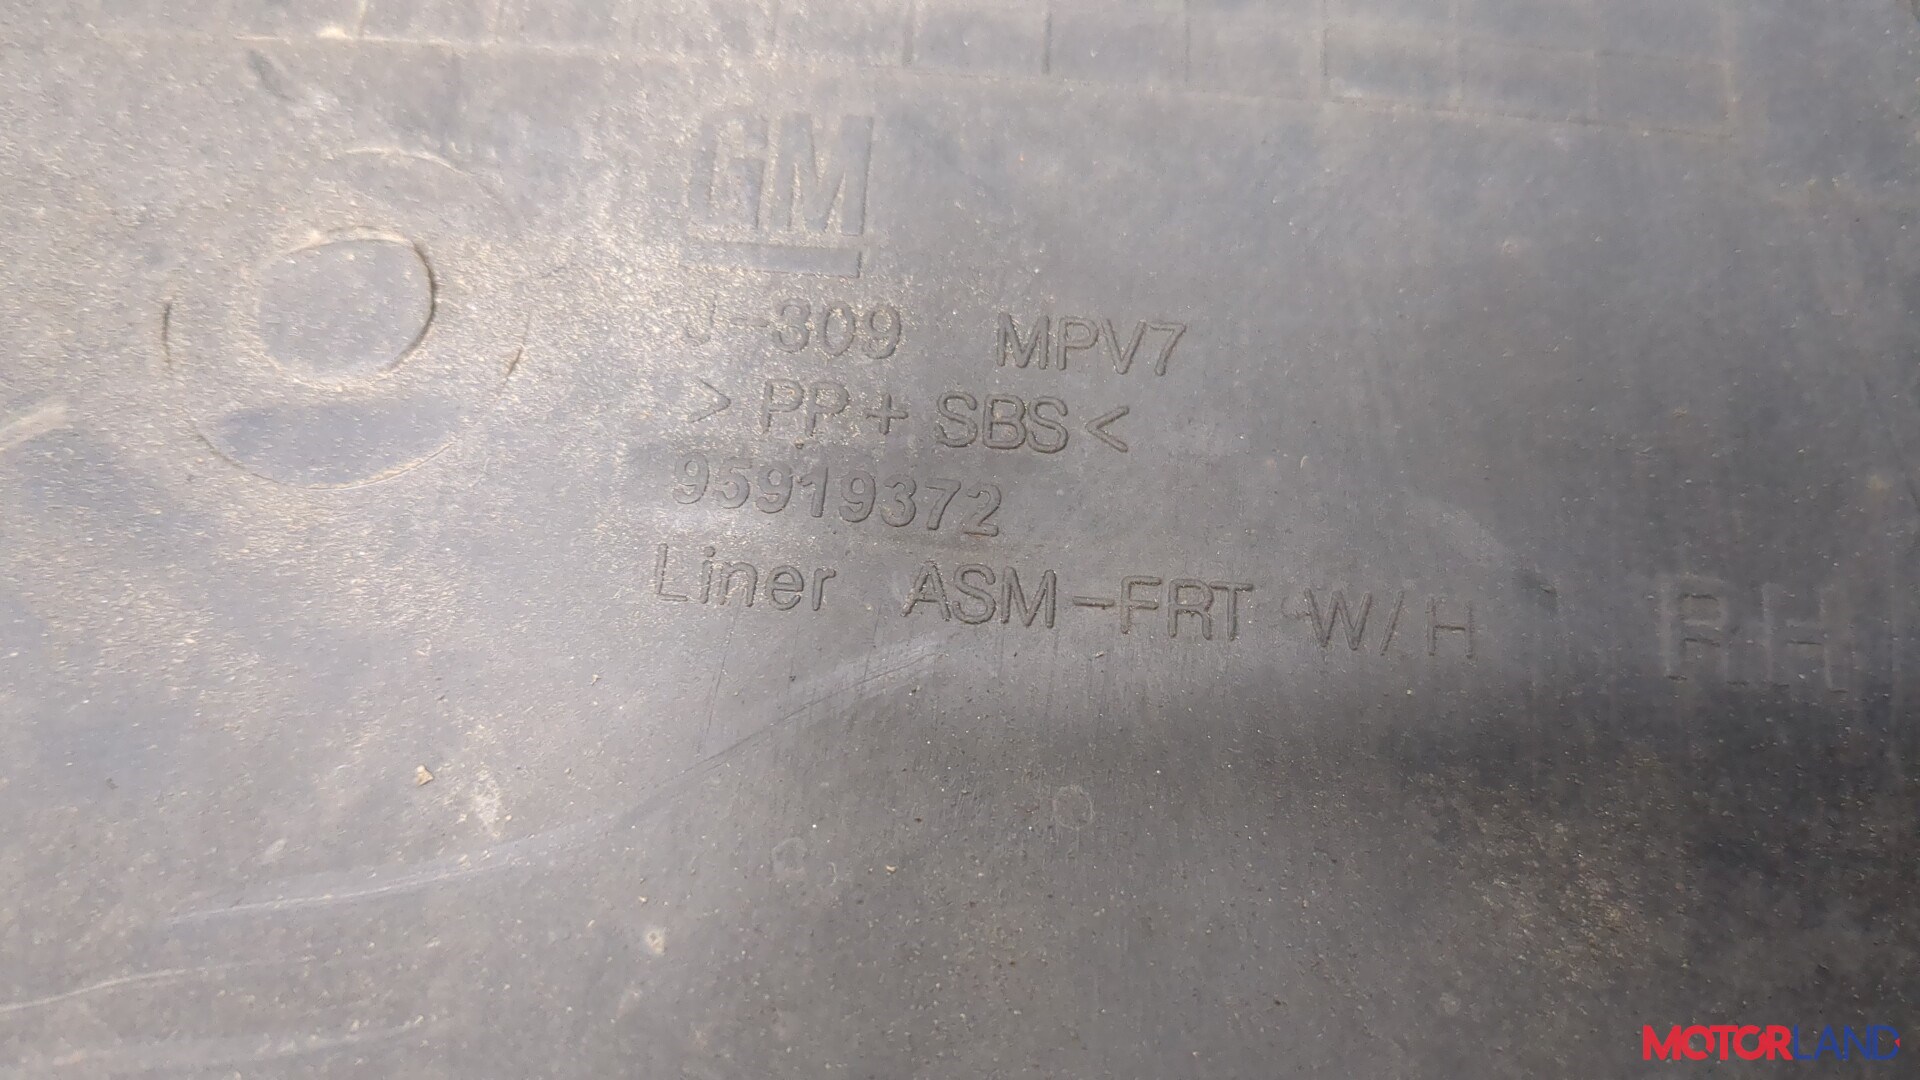 GM
J-309 MPV7
>PP+SBS<
95919372
Liner ASM-FRT W/H RH
MOTORLAND